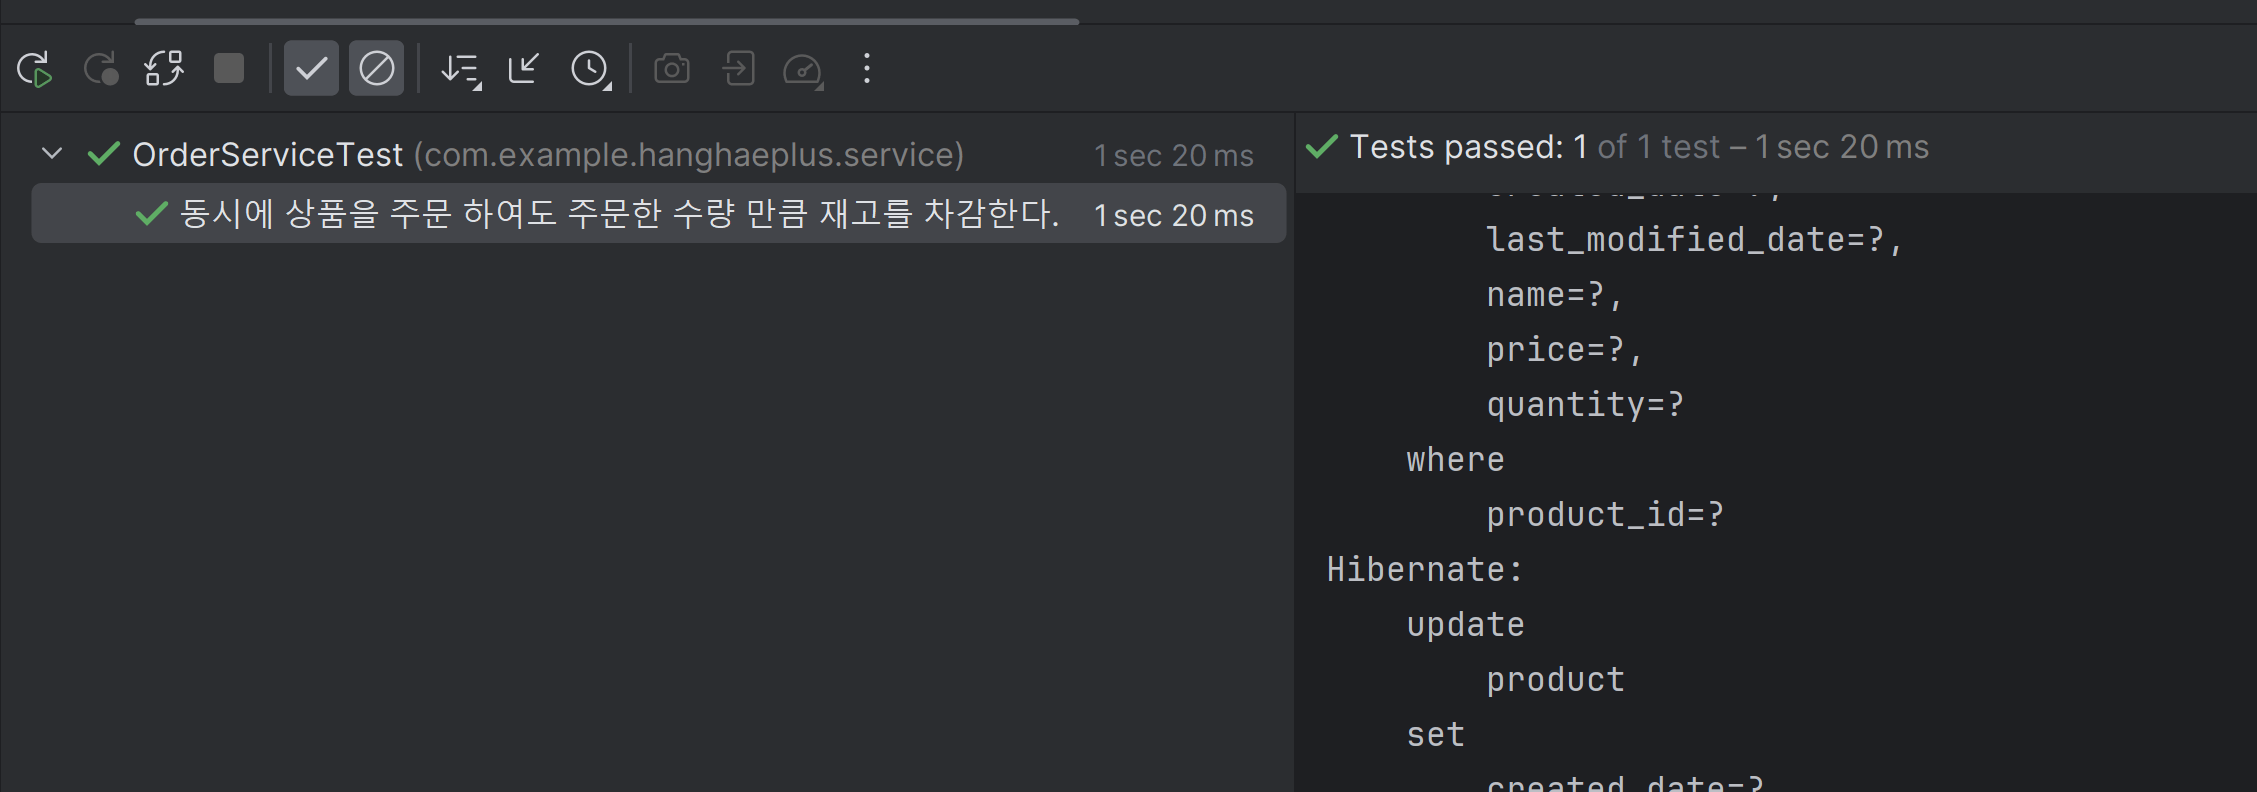 OrderServiceTest (com.example.hanghaeplus.service) 1 sec 20 ms
동시에 상품을 주문 하여도 주문한 수량 만큼 재고를 차감한다. 1 sec 20 ms
Tests passed: 1 of 1 test – 1 sec 20 ms
created_date=?,
last_modified_date=?,
name=?,
price=?,
quantity=?
where
product_id=?
Hibernate:
update
product
set
created_date=?